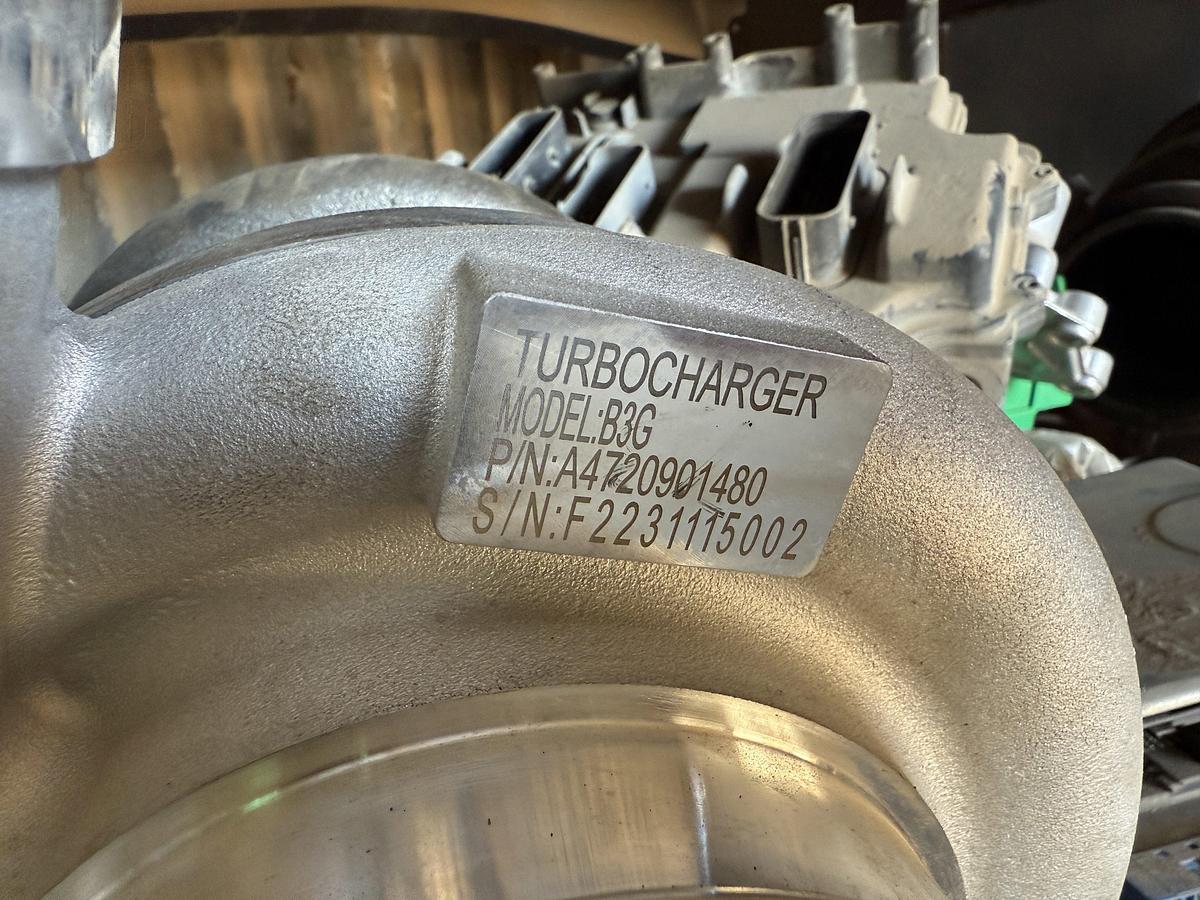 TURBOCHARGER
MODEL:B3G
P/N:A4720901480
S/N:F2231115002